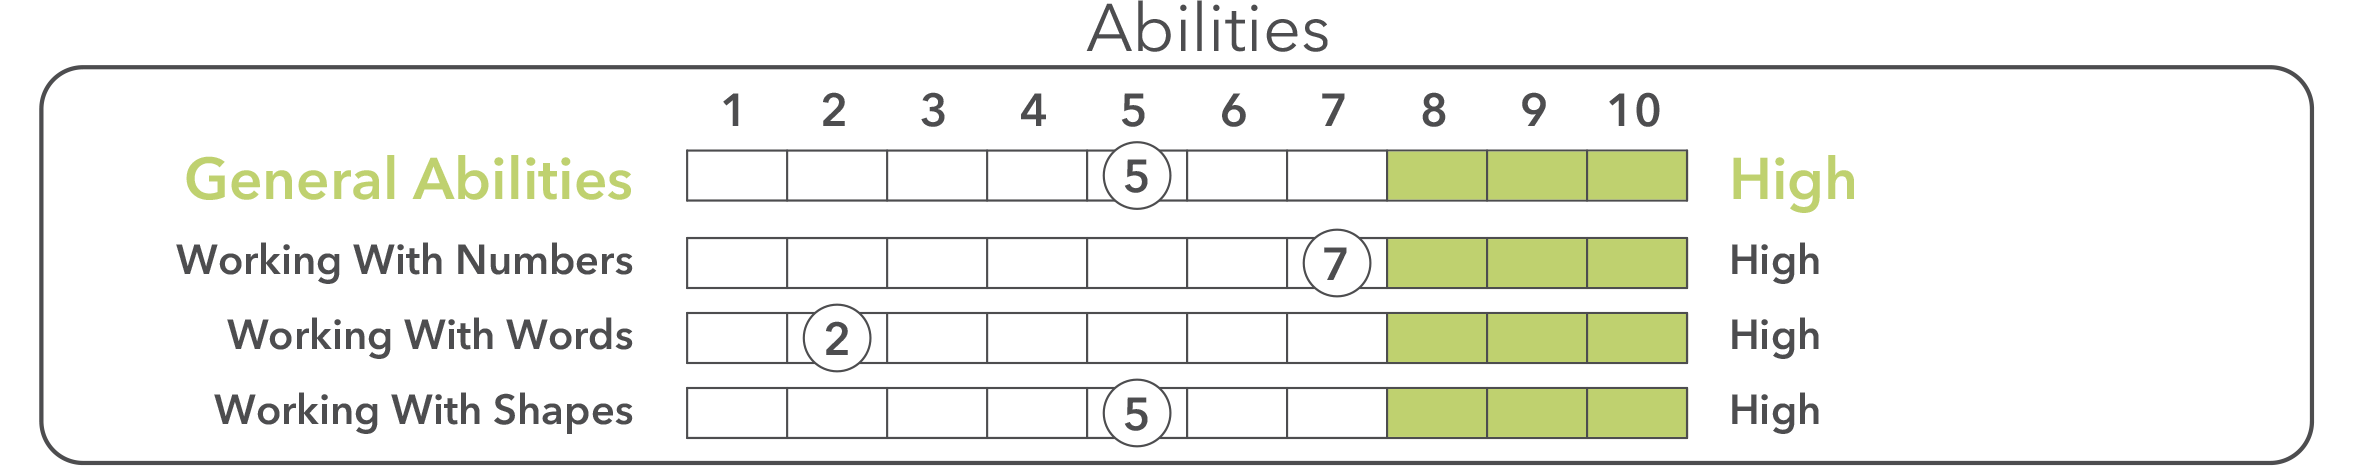 Abilities
1 2 3 4 5 6 7 8 9 10
General Abilities 5 High
Working With Numbers 7 High
Working With Words 2 High
Working With Shapes 5 High